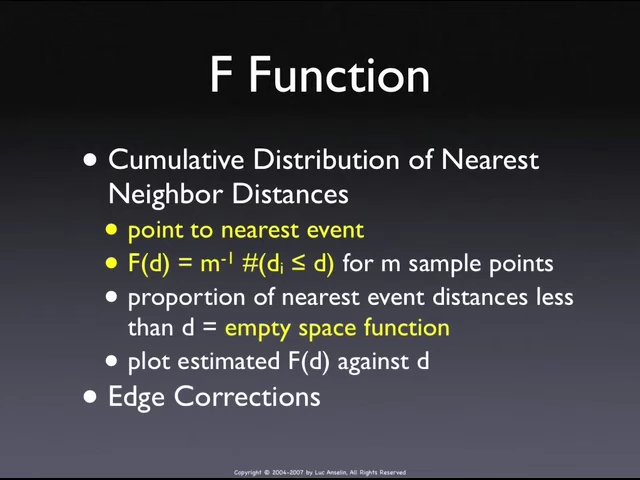 F Function
• Cumulative Distribution of Nearest
Neighbor Distances
• point to nearest event
• F(d) = m⁻¹ #(dᵢ ≤ d) for m sample points
• proportion of nearest event distances less
than d = empty space function
• plot estimated F(d) against d
• Edge Corrections
Copyright © 2004-2007 by Luc Anselin, All Rights Reserved